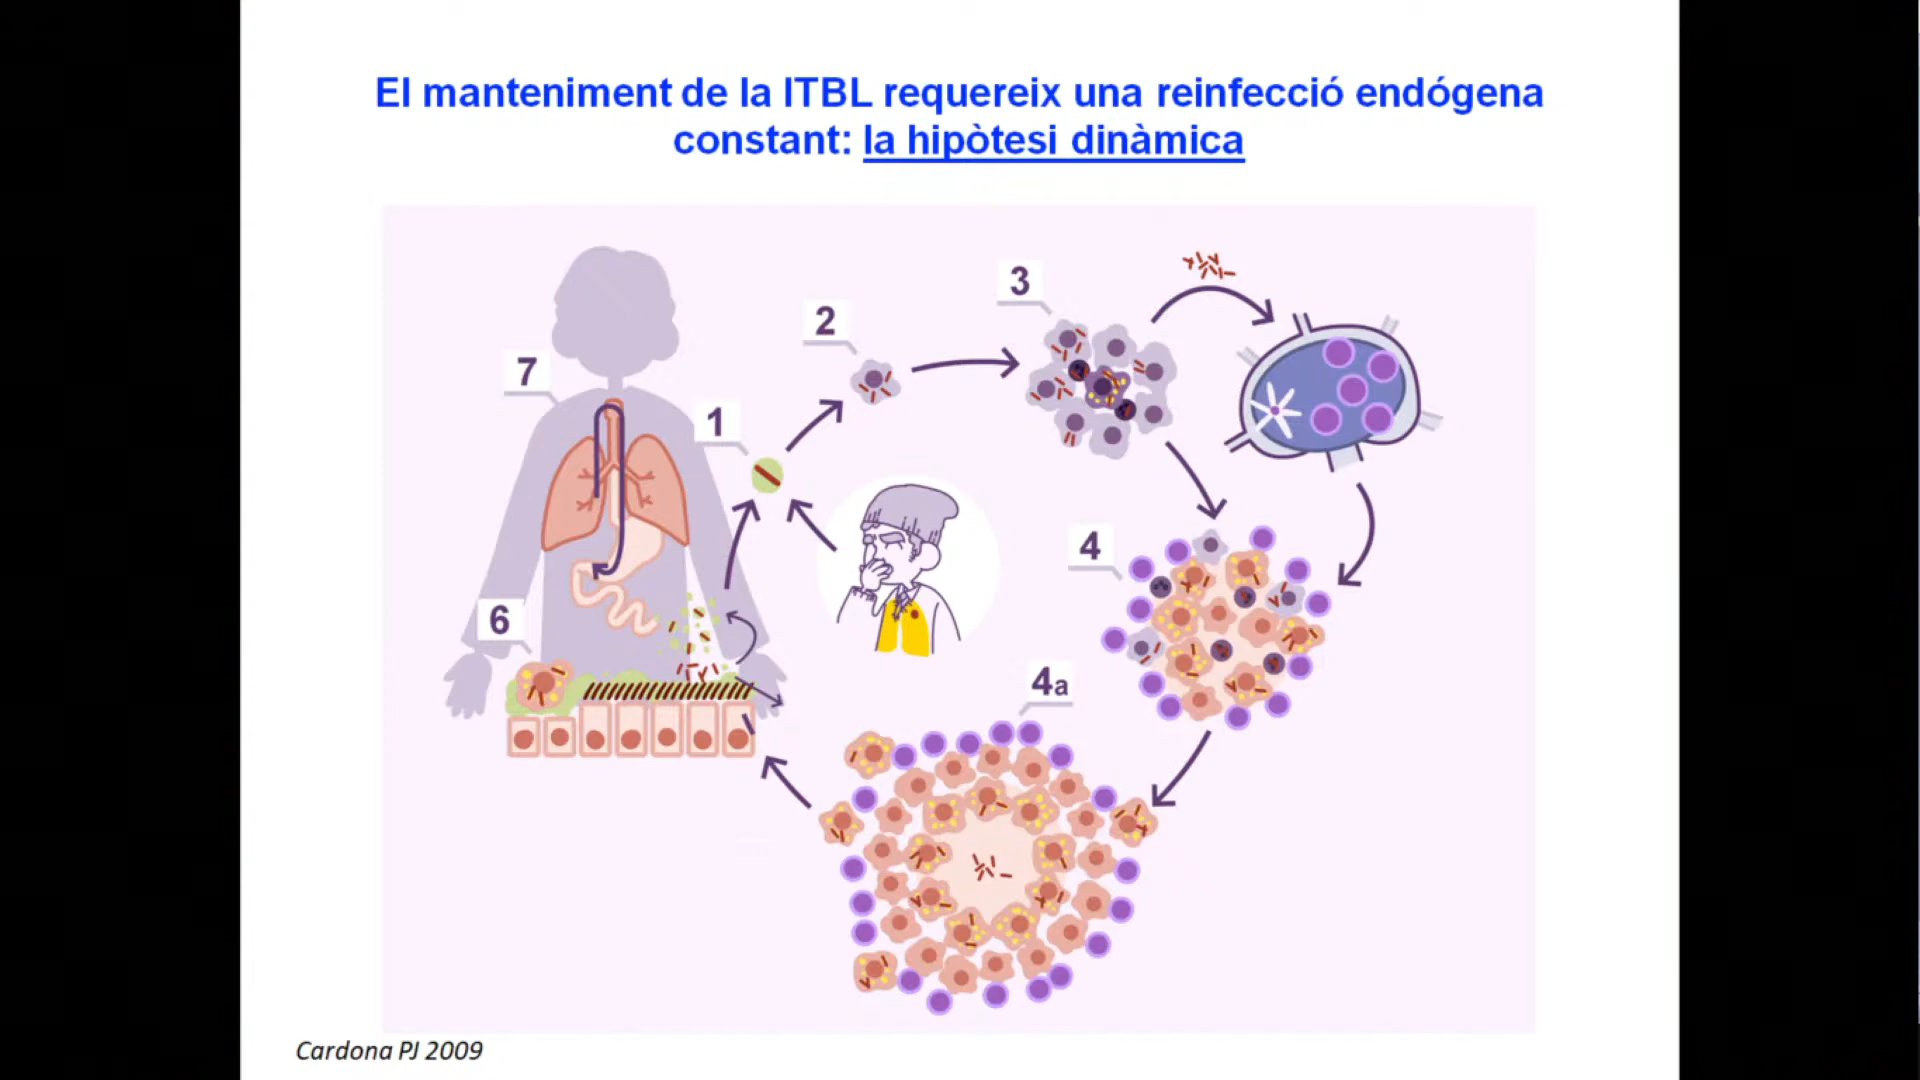 El manteniment de la ITBL requereix una reinfecció endógena
constant: la hipòtesi dinàmica
3
2
7
1
4
6
4a
Cardona PJ 2009